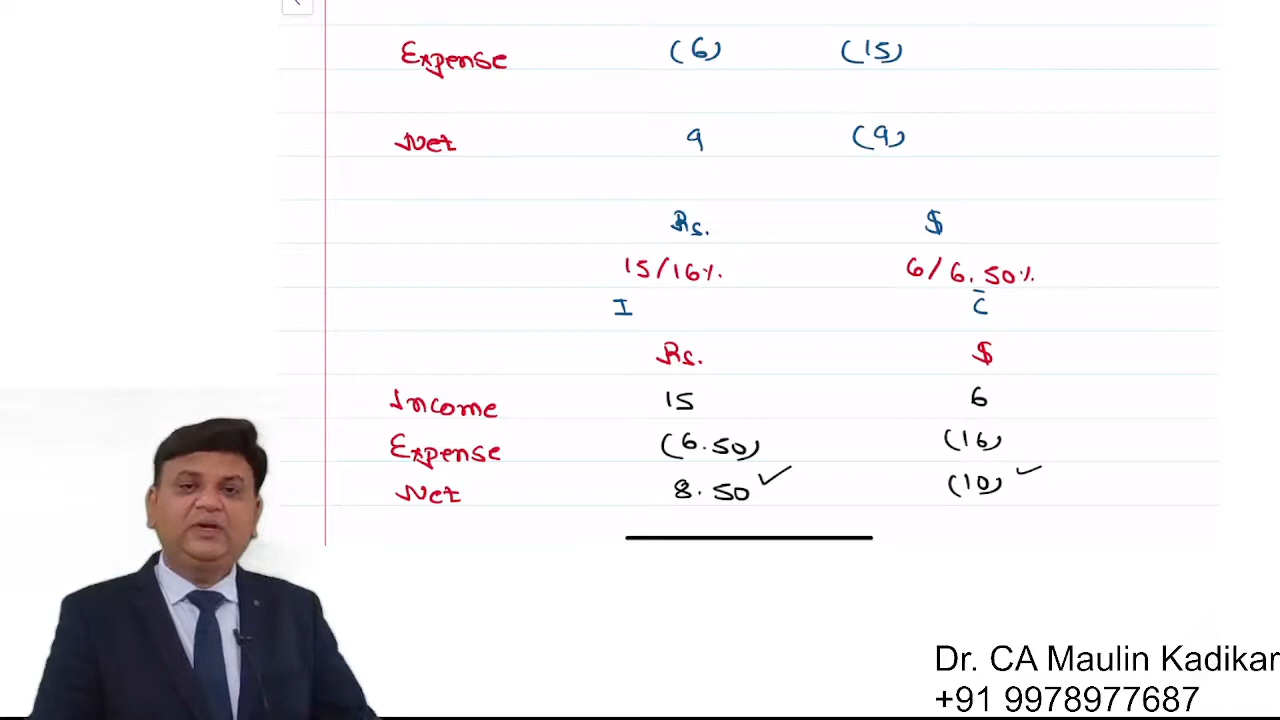 Expense (6) (15)
Net 9 (9)
Rs. $
15/16%. 6/6.50%.
I C
Rs. $
Income 15 6
Expense (6.50) (16)
Net 8.50 ✓ (10) ✓
Dr. CA Maulin Kadikar
+91 9978977687